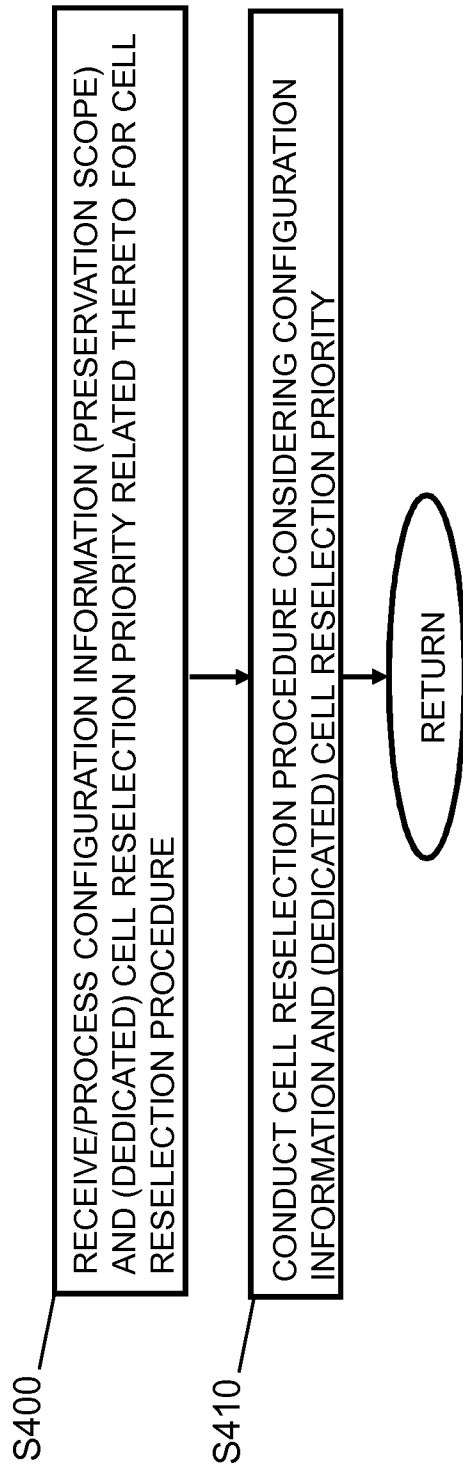 S400
RECEIVE/PROCESS CONFIGURATION INFORMATION (PRESERVATION SCOPE)
AND (DEDICATED) CELL RESELECTION PRIORITY RELATED THERETO FOR CELL
RESELECTION PROCEDURE
S410
CONDUCT CELL RESELECTION PROCEDURE CONSIDERING CONFIGURATION
INFORMATION AND (DEDICATED) CELL RESELECTION PRIORITY
RETURN